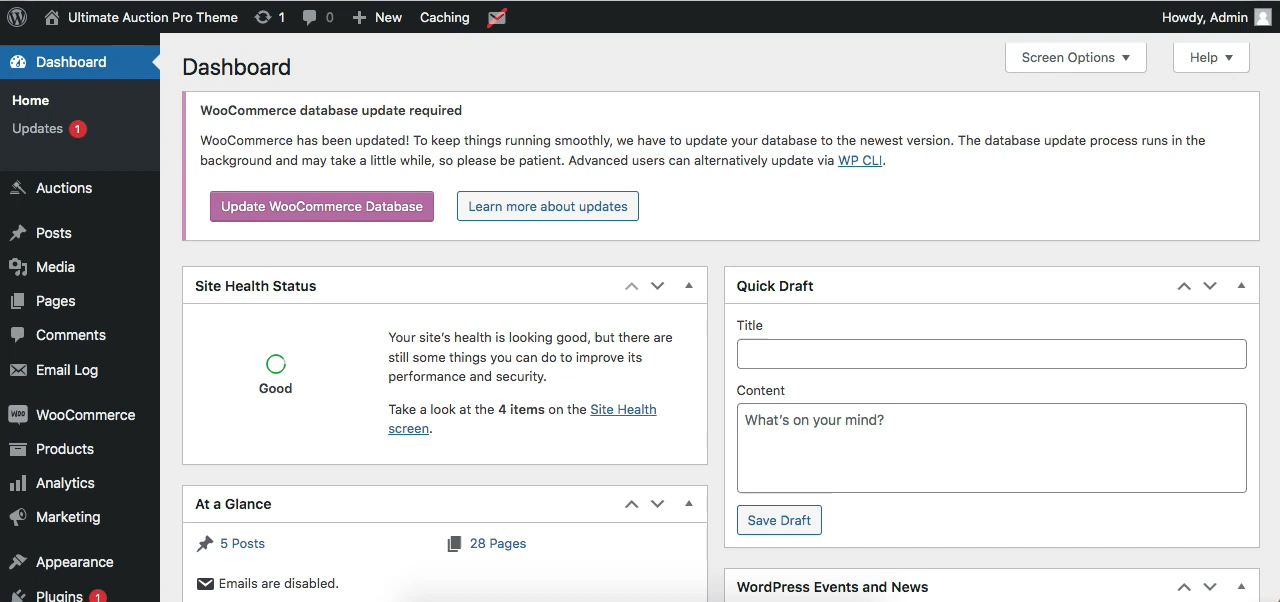 Ultimate Auction Pro Theme 1 0 New Caching Howdy, Admin
Dashboard
Home
Updates 1
Auctions
Posts
Media
Pages
Comments
Email Log
WooCommerce
Products
Analytics
Marketing
Appearance
Plugins 1
Dashboard
Screen Options ▼ Help ▼
WooCommerce database update required
WooCommerce has been updated! To keep things running smoothly, we have to update your database to the newest version. The database update process runs in the
background and may take a little while, so please be patient. Advanced users can alternatively update via WP CLI.
Update WooCommerce Database Learn more about updates
Site Health Status
Good
Your site's health is looking good, but there are
still some things you can do to improve its
performance and security.
Take a look at the 4 items on the Site Health
screen.
At a Glance
5 Posts 28 Pages
Emails are disabled.
Quick Draft
Title
Content
What's on your mind?
Save Draft
WordPress Events and News